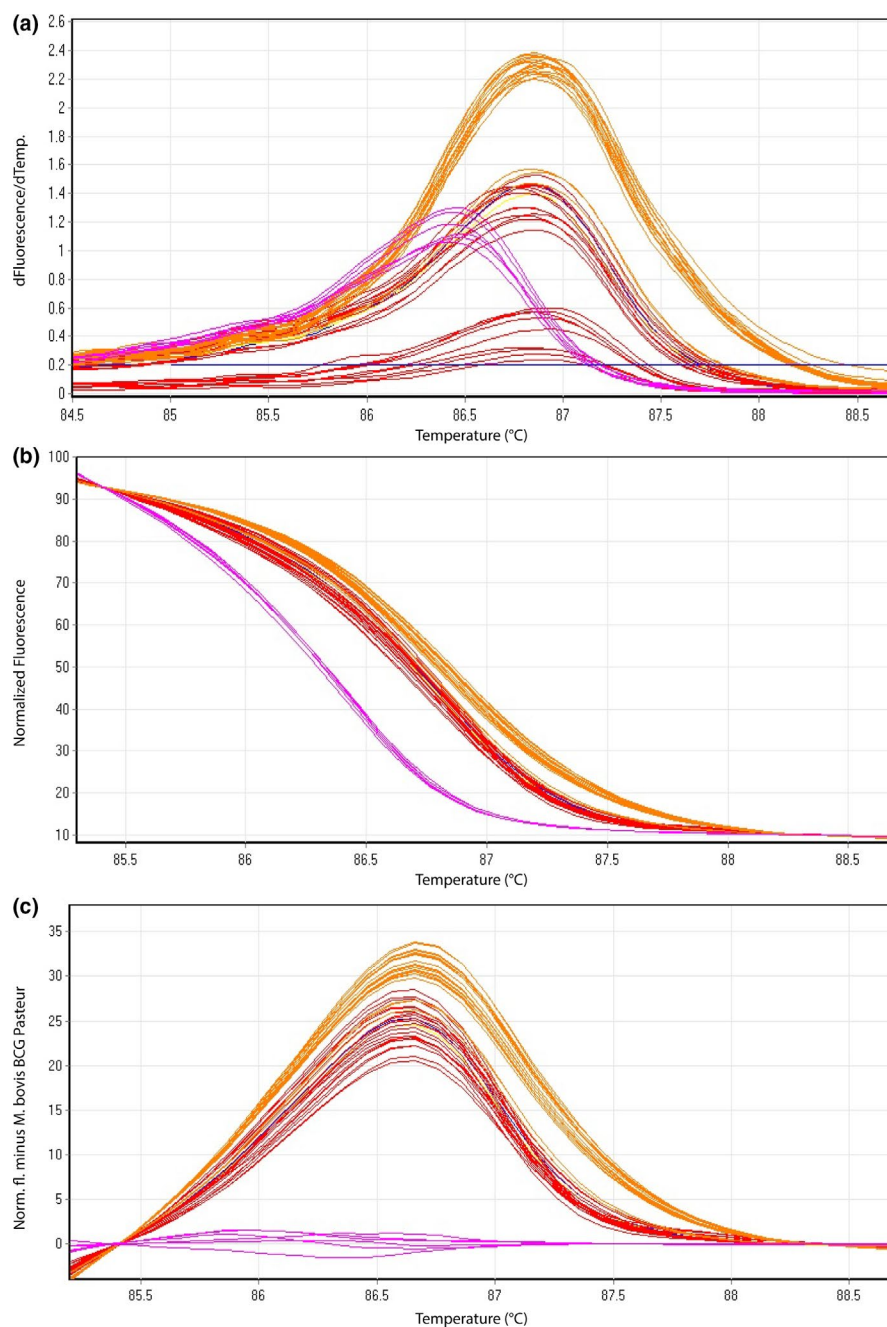 (a)
2.6
2.4
2.2
2
1.8
1.6
1.4
1.2
1
0.8
0.6
0.4
0.2
0
dFluorescence/dTemp.
84.5 85 85.5 86 86.5 87 87.5 88 88.5
Temperature (°C)
(b)
100
90
80
70
60
50
40
30
20
10
Normalized Fluorescence
85.5 86 86.5 87 87.5 88 88.5
Temperature (°C)
(c)
35
30
25
20
15
10
5
0
Norm. fl. minus M. bovis BCG Pasteur
85.5 86 86.5 87 87.5 88 88.5
Temperature (°C)